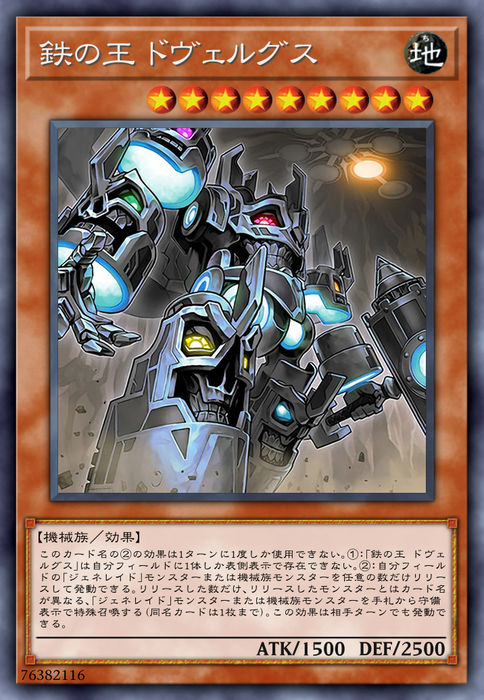 鉄の王 ドヴェルグス
ち
地
【機械族／効果】
このカード名の②の効果は1ターンに1度しか使用できない。①：「鉄の王 ドヴェ
ルグス」は自分フィールドに1体しか表側表示で存在できない。②：自分フィー
ルドの「ジェネレイド」モンスターまたは機械族モンスターを任意の数だけリリー
スして発動できる。リリースした数だけ、リリースしたモンスターとはカード名
が異なる、「ジェネレイド」モンスターまたは機械族モンスターを手札から守備
表示で特殊召喚する（同名カードは1枚まで）。この効果は相手ターンでも発動で
きる。
ATK/1500 DEF/2500
76382116